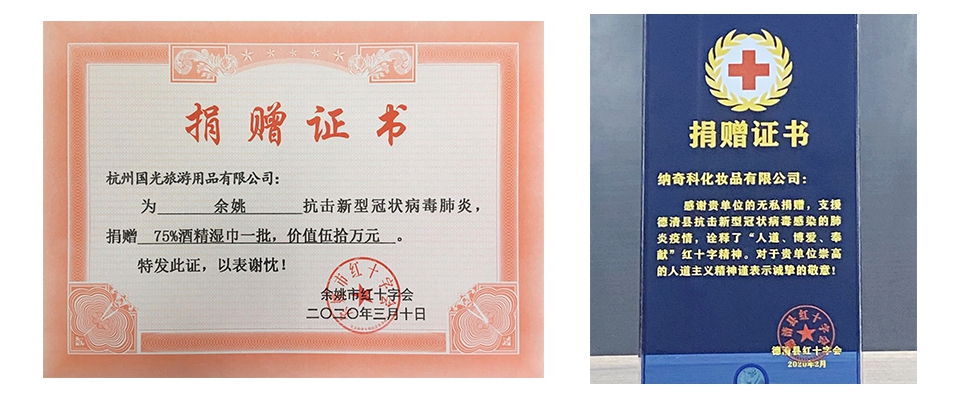 捐赠证书
杭州国光旅游用品有限公司：
为 余姚 抗击新型冠状病毒肺炎，
捐赠 75%酒精湿巾一批，价值伍拾万元 。
特发此证，以表谢忱！
余姚市红十字会
二〇二〇年三月十日
捐赠证书
纳奇科化妆品有限公司：
感谢贵单位的无私捐赠，支援
德清县抗击新型冠状病毒感染的肺
炎疫情，诠释了“人道、博爱、奉
献”红十字精神。对于贵单位崇高
的人道主义精神谨表示诚挚的敬意！
德清县红十字会
2020年2月